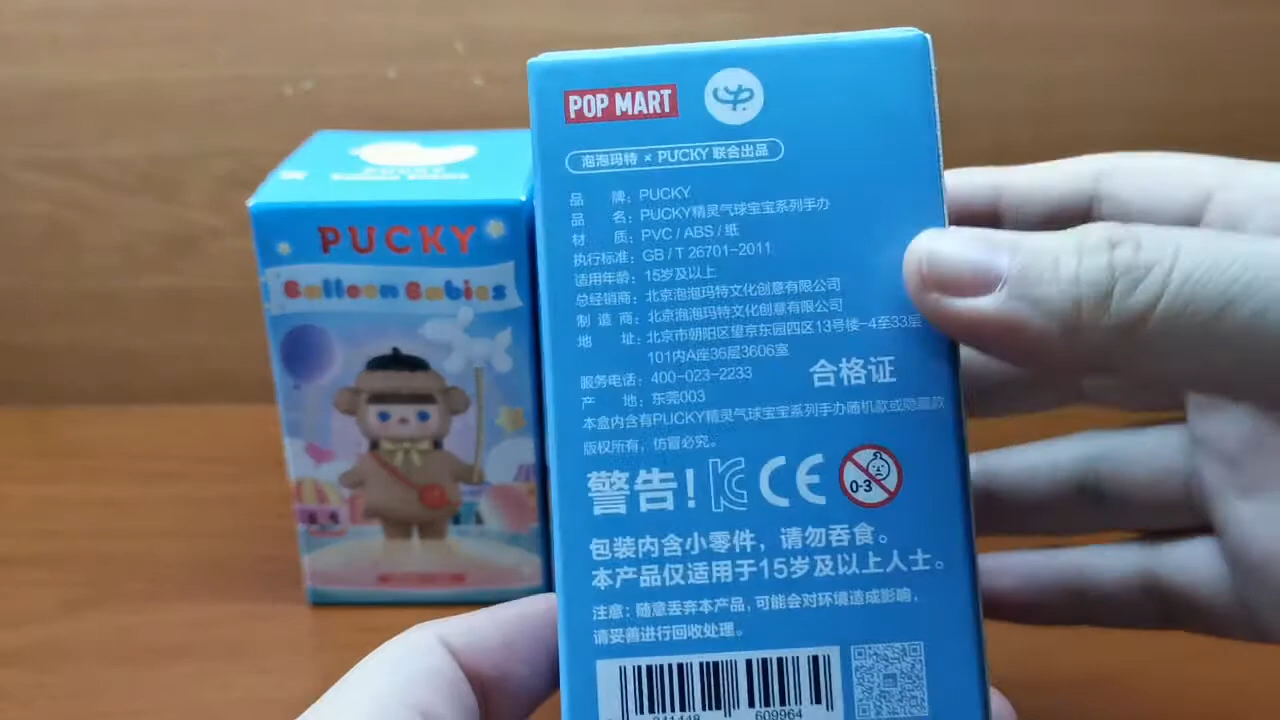 PUCKY
Balloon Babies
POP MART
泡泡玛特 × PUCKY 联合出品
品 牌：PUCKY
品 名：PUCKY精灵气球宝宝系列手办
材 质：PVC / ABS / 纸
执行标准：GB / T 26701-2011
适用年龄：15岁及以上
总经销商：北京泡泡玛特文化创意有限公司
制 造 商：北京泡泡玛特文化创意有限公司
地 址：北京市朝阳区望京东园四区13号楼-4至33层
101内A座36层3606室
服务电话：400-023-2233
合格证
产 地：东莞003
本盒内含有PUCKY精灵气球宝宝系列手办随机款或隐藏款
版权所有，仿冒必究。
警告！
CE
0-3
包装内含小零件，请勿吞食。
本产品仅适用于15岁及以上人士。
注意：随意丢弃本产品，可能会对环境造成影响，
请妥善进行回收处理。
609964